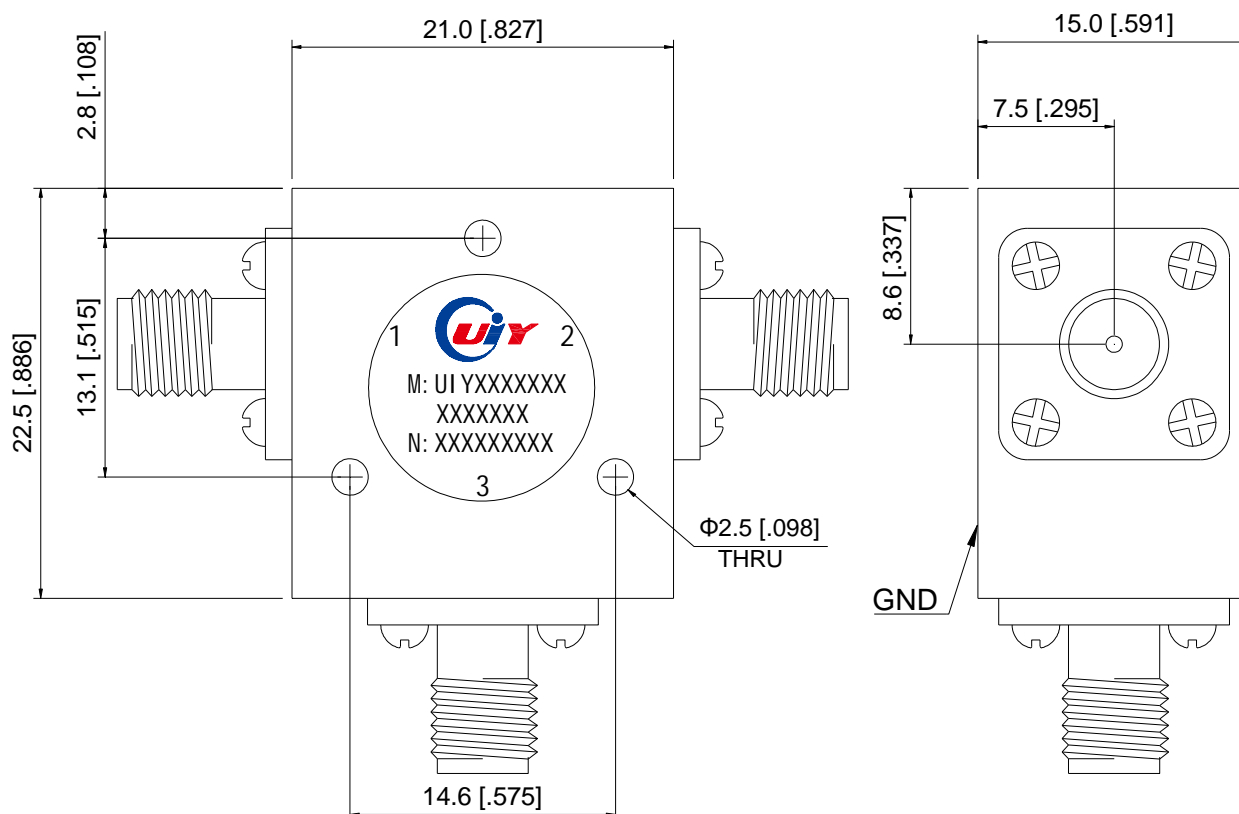 21.0 [.827]
15.0 [.591]
2.8 [.108]
7.5 [.295]
22.5 [.886]
13.1 [.515]
8.6 [.337]
UiY
1
2
M: UIYXXXXXXX
XXXXXXX
N: XXXXXXXXX
3
Φ2.5 [.098]
THRU
GND
14.6 [.575]